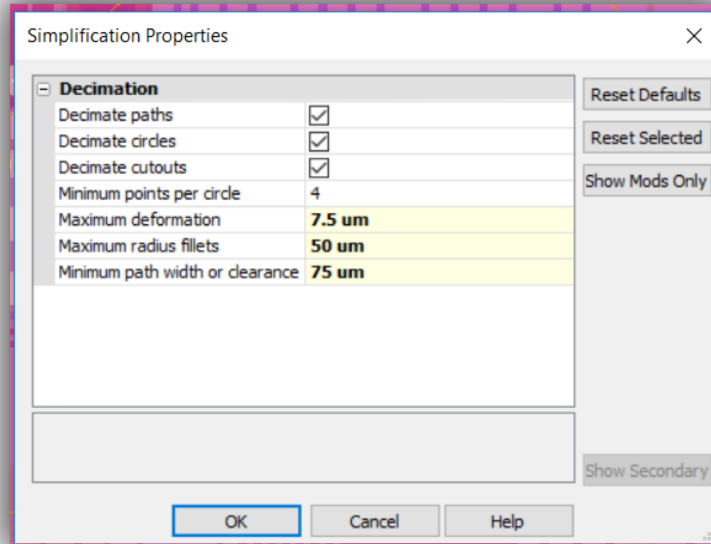 Simplification Properties
Decimation
Decimate paths
Decimate circles
Decimate cutouts
Minimum points per circle 4
Maximum deformation 7.5 um
Maximum radius fillets 50 um
Minimum path width or clearance 75 um
Reset Defaults
Reset Selected
Show Mods Only
Show Secondary
OK Cancel Help